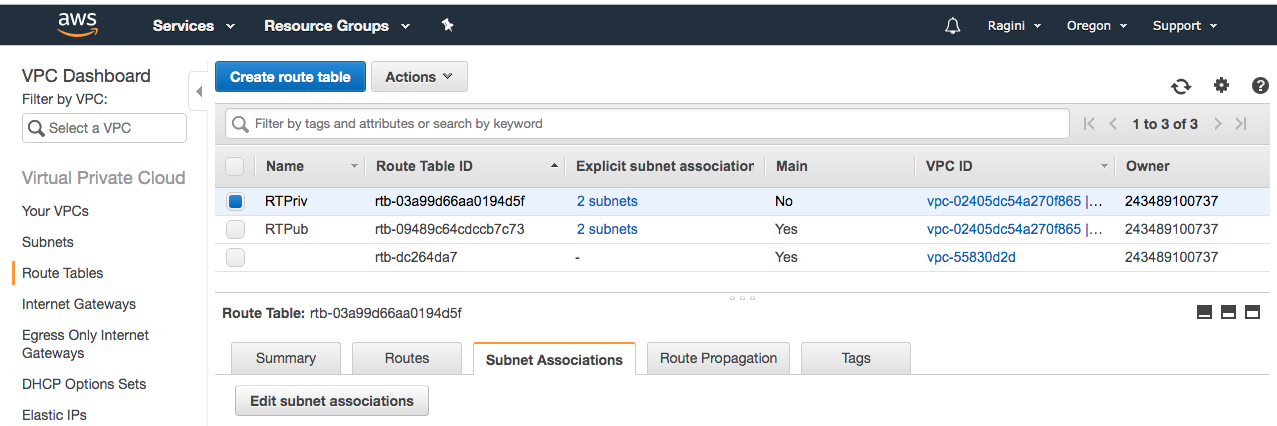 aws Services Resource Groups Ragini Oregon Support
VPC Dashboard
Filter by VPC:
Select a VPC
Virtual Private Cloud
Your VPCs
Subnets
Route Tables
Internet Gateways
Egress Only Internet
Gateways
DHCP Options Sets
Elastic IPs
Create route table Actions
Filter by tags and attributes or search by keyword 1 to 3 of 3
Name Route Table ID Explicit subnet association Main VPC ID Owner
RTPriv rtb-03a99d66aa0194d5f 2 subnets No vpc-02405dc54a270f865 |... 243489100737
RTPub rtb-09489c64cdccb7c73 2 subnets Yes vpc-02405dc54a270f865 |... 243489100737
rtb-dc264da7 - Yes vpc-55830d2d 243489100737
Route Table: rtb-03a99d66aa0194d5f
Summary Routes Subnet Associations Route Propagation Tags
Edit subnet associations